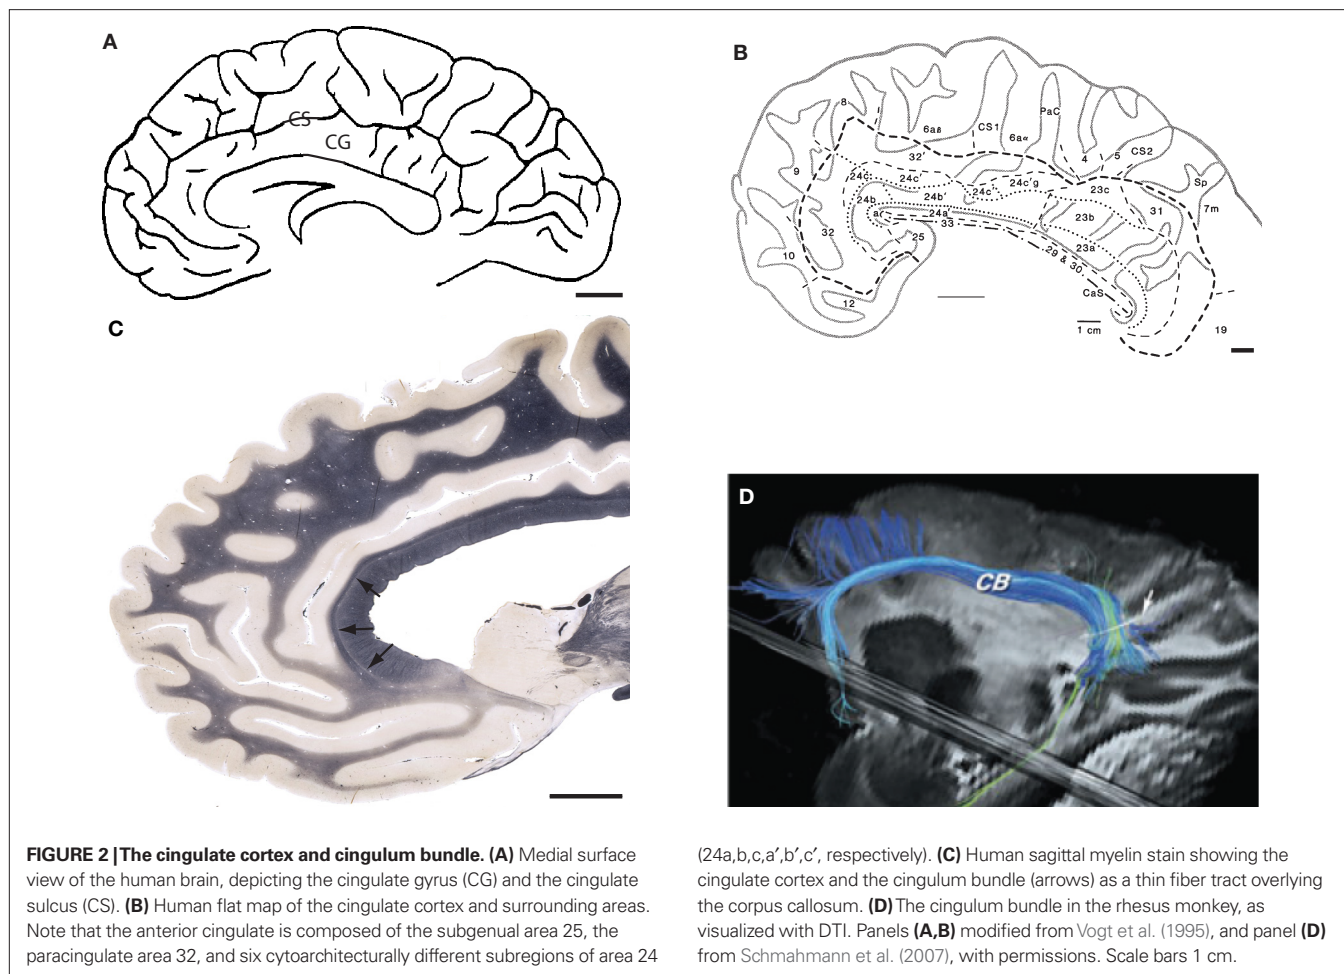 A
CS
CG
B
8
6aβ
CS1
6aα
PaC
4
5
CS2
32'
9
24c
24c'
24c'
24c'g
23c
Sp
24b
24b'
31
7m
a
24a'
23b
33
32
25
23a
10
29 & 30
CaS
12
1 cm
19
C
D
CB
FIGURE 2 | The cingulate cortex and cingulum bundle. (A) Medial surface
view of the human brain, depicting the cingulate gyrus (CG) and the cingulate
sulcus (CS). (B) Human flat map of the cingulate cortex and surrounding areas.
Note that the anterior cingulate is composed of the subgenual area 25, the
paracingulate area 32, and six cytoarchitecturally different subregions of area 24
(24a,b,c,a′,b′,c′, respectively). (C) Human sagittal myelin stain showing the
cingulate cortex and the cingulum bundle (arrows) as a thin fiber tract overlying
the corpus callosum. (D) The cingulum bundle in the rhesus monkey, as
visualized with DTI. Panels (A,B) modified from Vogt et al. (1995), and panel (D)
from Schmahmann et al. (2007), with permissions. Scale bars 1 cm.